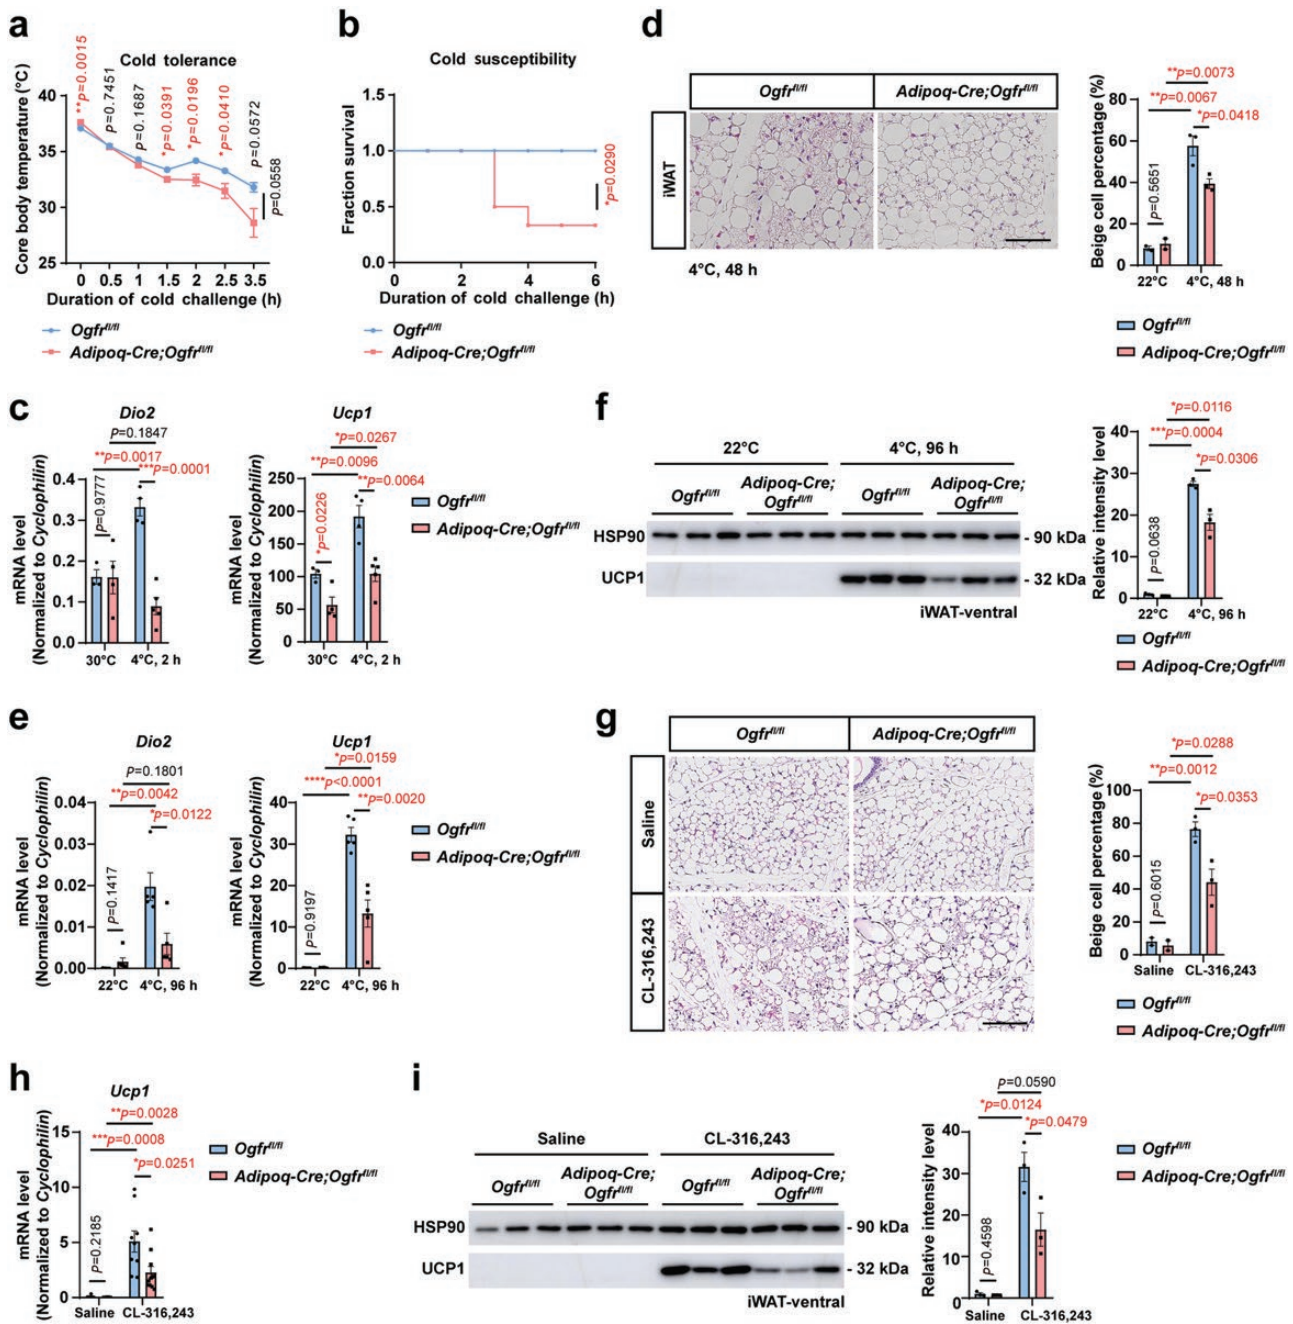 a
Cold tolerance
Core body temperature (°C)
40
35
30
25
**p=0.0015
p=0.7451
p=0.1687
*p=0.0391
*p=0.0196
*p=0.0410
p=0.0572
p=0.0558
0 0.5 1 1.5 2 2.5 3.5
Duration of cold challenge (h)
Ogfrfl/fl
Adipoq-Cre;Ogfrfl/fl
b
Cold susceptibility
Fraction survival
1.5
1.0
0.5
0.0
*p=0.0290
0 2 4 6
Duration of cold challenge (h)
Ogfrfl/fl
Adipoq-Cre;Ogfrfl/fl
d
Ogfrfl/fl Adipoq-Cre;Ogfrfl/fl
iWAT
4°C, 48 h
**p=0.0073
**p=0.0067
*p=0.0418
p=0.5651
Beige cell percentage (%)
80
60
40
20
0
22°C 4°C, 48 h
Ogfrfl/fl
Adipoq-Cre;Ogfrfl/fl
c
Dio2
p=0.1847
**p=0.0017
***p=0.0001
p=0.9777
mRNA level
(Normalized to Cyclophilin)
0.4
0.3
0.2
0.1
0.0
30°C 4°C, 2 h
Ucp1
*p=0.0267
**p=0.0096
**p=0.0064
*p=0.0226
mRNA level
(Normalized to Cyclophilin)
250
200
150
100
50
0
30°C 4°C, 2 h
Ogfrfl/fl
Adipoq-Cre;Ogfrfl/fl
f
22°C 4°C, 96 h
Ogfrfl/fl Adipoq-Cre; Ogfrfl/fl Adipoq-Cre;
Ogfrfl/fl Ogfrfl/fl
HSP90 - 90 kDa
UCP1 - 32 kDa
iWAT-ventral
*p=0.0116
***p=0.0004
*p=0.0306
p=0.0638
Relative intensity level
40
30
20
10
0
22°C 4°C, 96 h
Ogfrfl/fl
Adipoq-Cre;Ogfrfl/fl
e
Dio2
p=0.1801
**p=0.0042
*p=0.0122
p=0.1417
mRNA level
(Normalized to Cyclophilin)
0.04
0.03
0.02
0.01
0.00
22°C 4°C, 96 h
Ucp1
*p=0.0159
****p<0.0001
**p=0.0020
p=0.9197
mRNA level
(Normalized to Cyclophilin)
40
30
20
10
0
22°C 4°C, 96 h
Ogfrfl/fl
Adipoq-Cre;Ogfrfl/fl
g
Ogfrfl/fl Adipoq-Cre;Ogfrfl/fl
Saline
CL-316,243
*p=0.0288
**p=0.0012
*p=0.0353
p=0.6015
Beige cell percentage (%)
100
80
60
40
20
0
Saline CL-316,243
Ogfrfl/fl
Adipoq-Cre;Ogfrfl/fl
h
Ucp1
**p=0.0028
***p=0.0008
*p=0.0251
p=0.2185
mRNA level
(Normalized to Cyclophilin)
15
10
5
0
Saline CL-316,243
Ogfrfl/fl
Adipoq-Cre;Ogfrfl/fl
i
Saline CL-316,243
Ogfrfl/fl Adipoq-Cre; Ogfrfl/fl Adipoq-Cre;
Ogfrfl/fl Ogfrfl/fl
HSP90 - 90 kDa
UCP1 - 32 kDa
iWAT-ventral
p=0.0590
*p=0.0124
*p=0.0479
p=0.4598
Relative intensity level
40
30
20
10
0
Saline CL-316,243
Ogfrfl/fl
Adipoq-Cre;Ogfrfl/fl